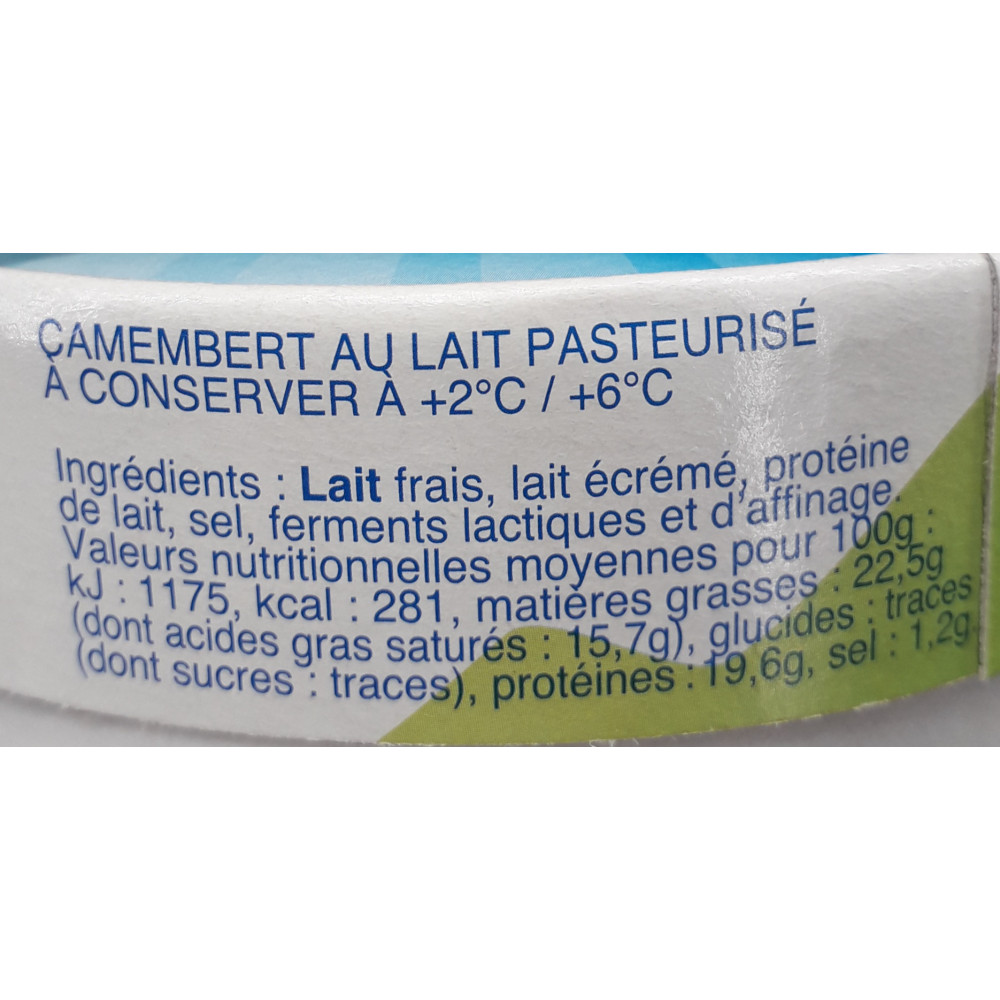 CAMEMBERT AU LAIT PASTEURISÉ
À CONSERVER À +2°C / +6°C
Ingrédients : Lait frais, lait écrémé, protéine
de lait, sel, ferments lactiques et d'affinage.
Valeurs nutritionnelles moyennes pour 100g :
kJ : 1175, kcal : 281, matières grasses : 22,5g
(dont acides gras saturés : 15,7g), glucides : traces
(dont sucres : traces), protéines : 19,6g, sel : 1,2g